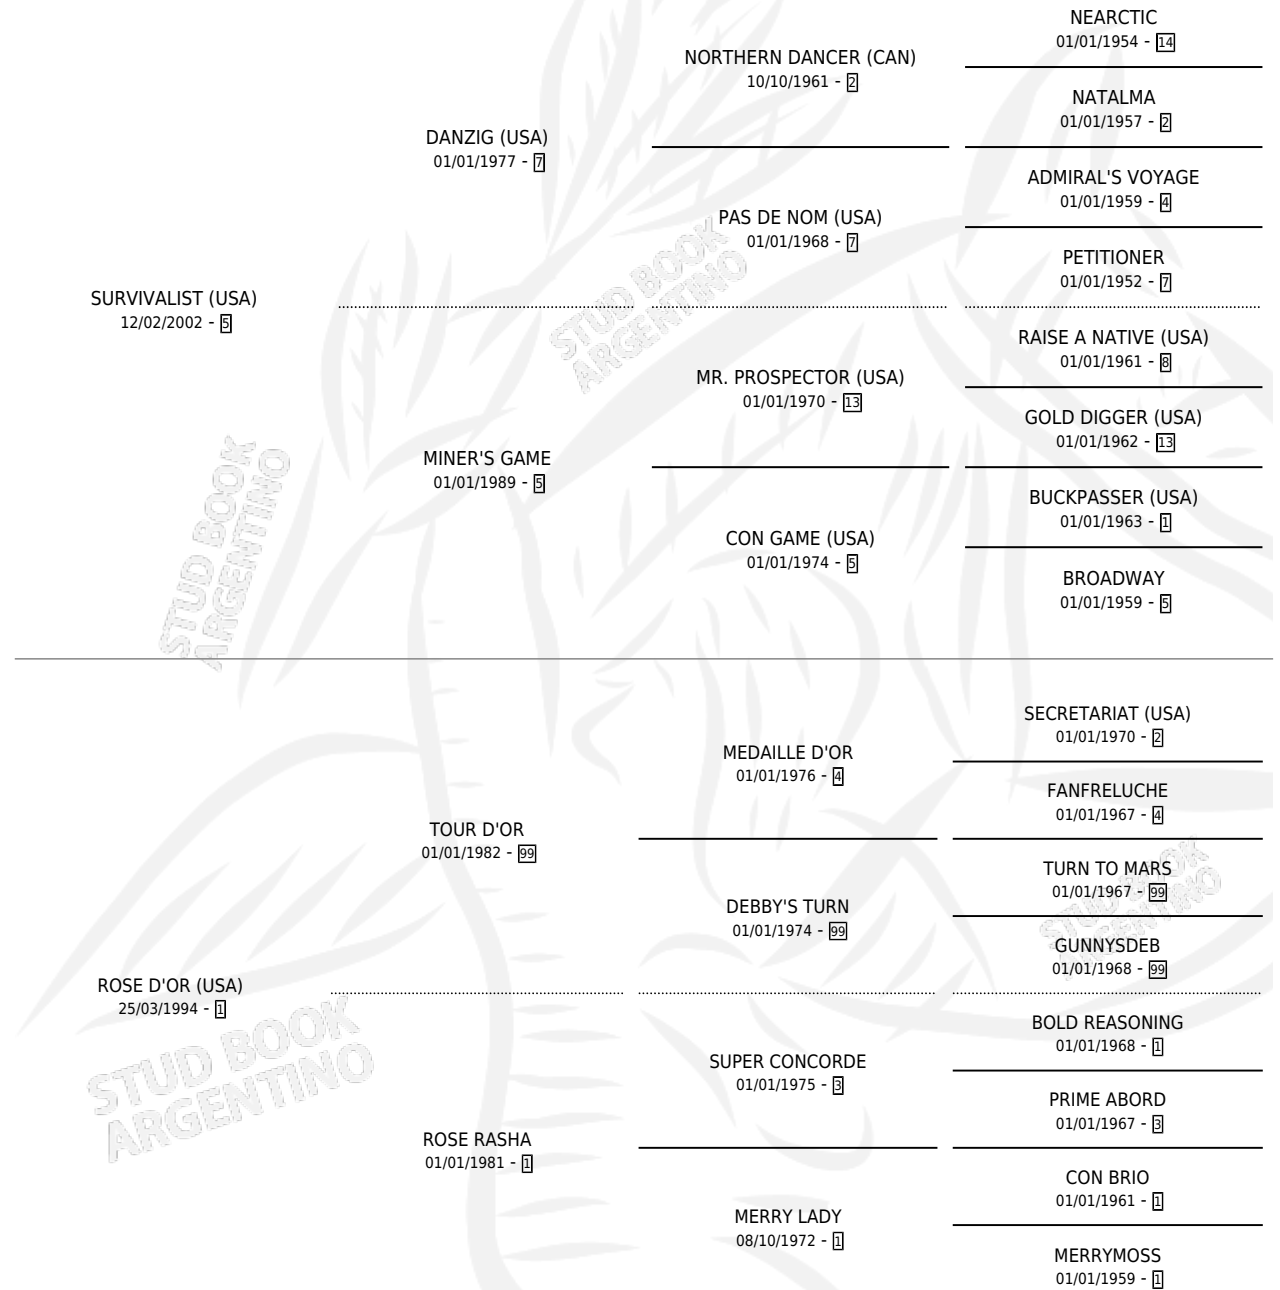 NEARCTIC
01/01/1954 - 14
NORTHERN DANCER (CAN)
10/10/1961 - 2
NATALMA
01/01/1957 - 2
DANZIG (USA)
01/01/1977 - 7
ADMIRAL'S VOYAGE
01/01/1959 - 4
PAS DE NOM (USA)
01/01/1968 - 7
PETITIONER
01/01/1952 - 7
SURVIVALIST (USA)
12/02/2002 - 5
STUD BOOK
ARGENTINO
RAISE A NATIVE (USA)
01/01/1961 - 8
MR. PROSPECTOR (USA)
01/01/1970 - 13
GOLD DIGGER (USA)
01/01/1962 - 13
MINER'S GAME
01/01/1989 - 5
BUCKPASSER (USA)
01/01/1963 - 1
CON GAME (USA)
01/01/1974 - 5
BROADWAY
01/01/1959 - 5
STUD BOOK
ARGENTINO
SECRETARIAT (USA)
01/01/1970 - 2
MEDAILLE D'OR
01/01/1976 - 4
FANFRELUCHE
01/01/1967 - 4
TOUR D'OR
01/01/1982 - 99
TURN TO MARS
01/01/1967 - 99
DEBBY'S TURN
01/01/1974 - 99
STUD BOOK
ARGENTINO
GUNNYSDEB
01/01/1968 - 99
ROSE D'OR (USA)
25/03/1994 - 1
BOLD REASONING
01/01/1968 - 1
SUPER CONCORDE
01/01/1975 - 3
STUD BOOK
ARGENTINO
PRIME ABORD
01/01/1967 - 3
ROSE RASHA
01/01/1981 - 1
CON BRIO
01/01/1961 - 1
MERRY LADY
08/10/1972 - 1
MERRYMOSS
01/01/1959 - 1